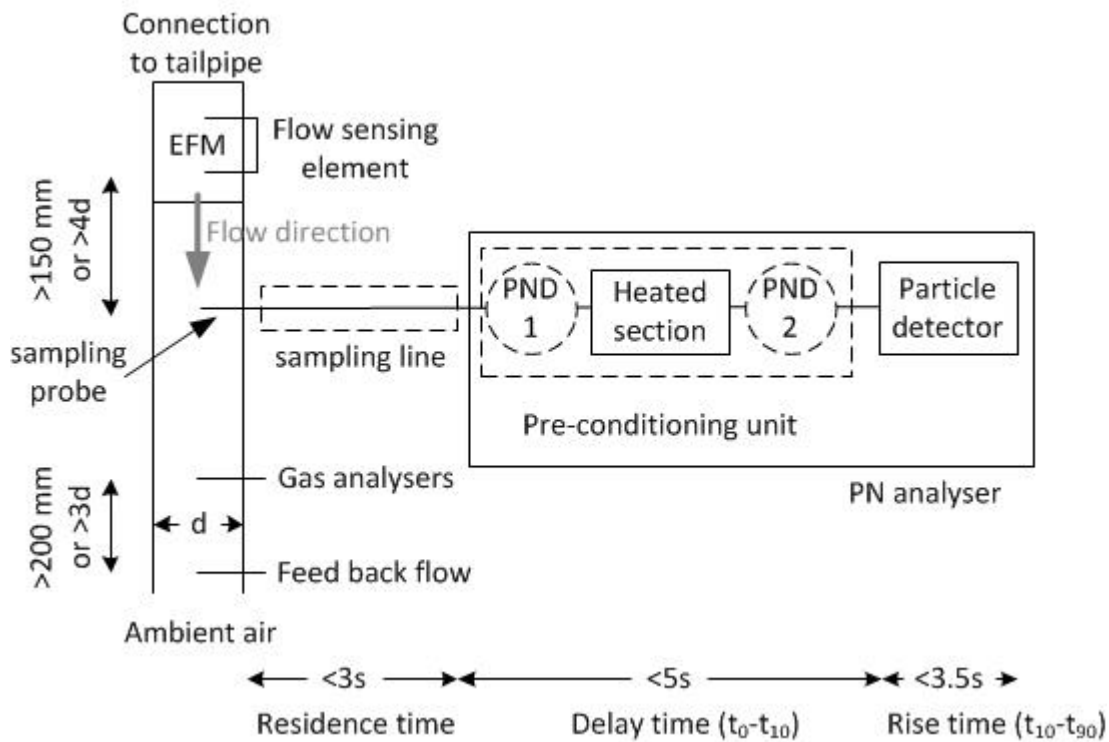 Connection
to tailpipe
EFM
Flow sensing
element
>150 mm
or >4d
Flow direction
PND
1
Heated
section
PND
2
Particle
detector
sampling
probe
sampling line
Pre-conditioning unit
PN analyser
>200 mm
or >3d
Gas analysers
d
Feed back flow
Ambient air
<3s
<5s
<3.5s
Residence time
Delay time (t₀-t₁₀)
Rise time (t₁₀-t₉₀)